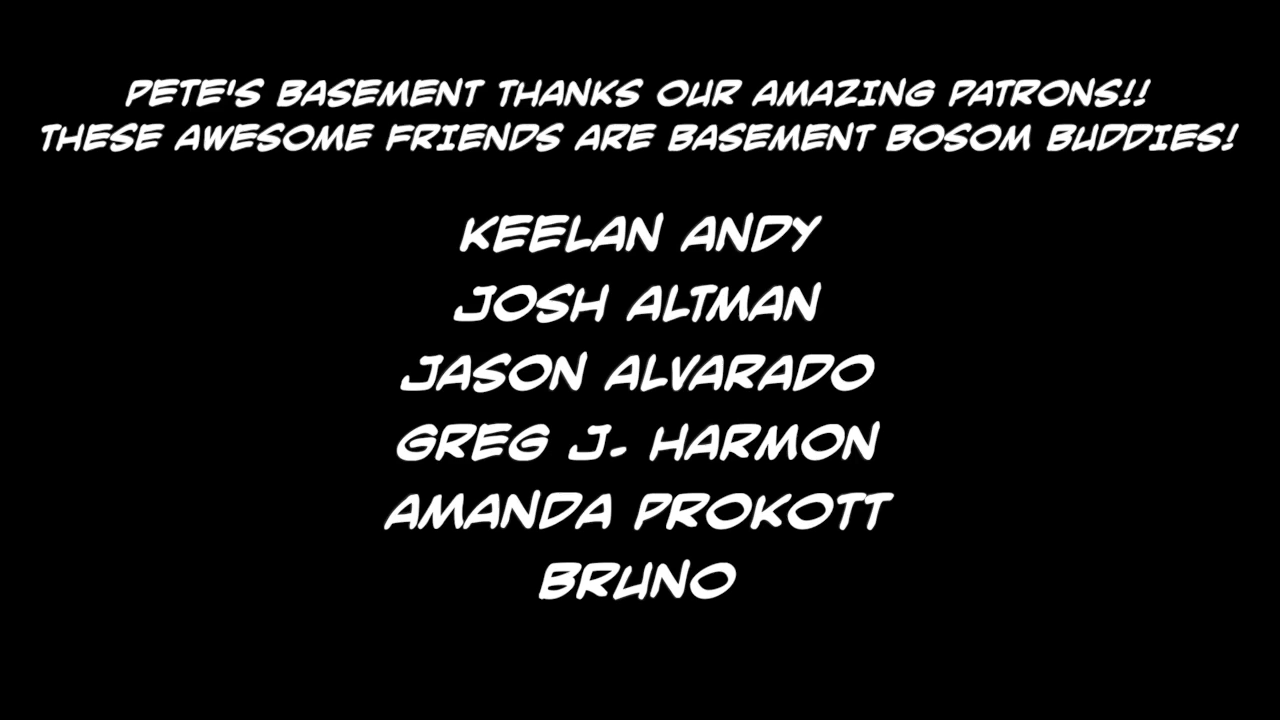 PETE'S BASEMENT THANKS OUR AMAZING PATRONS!!
THESE AWESOME FRIENDS ARE BASEMENT BOSOM BUDDIES!
KEELAN ANDY
JOSH ALTMAN
JASON ALVARADO
GREG J. HARMON
AMANDA PROKOTT
BRUNO